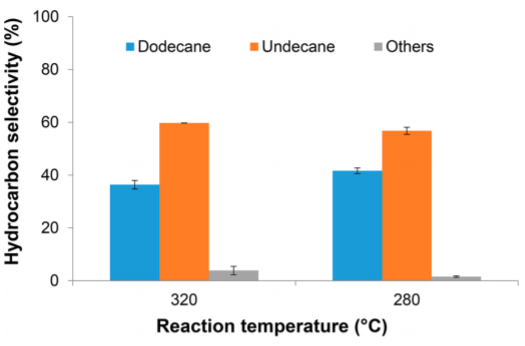 100
80
60
40
20
0
Hydrocarbon selectivity (%)
Dodecane Undecane Others
320 280
Reaction temperature (°C)